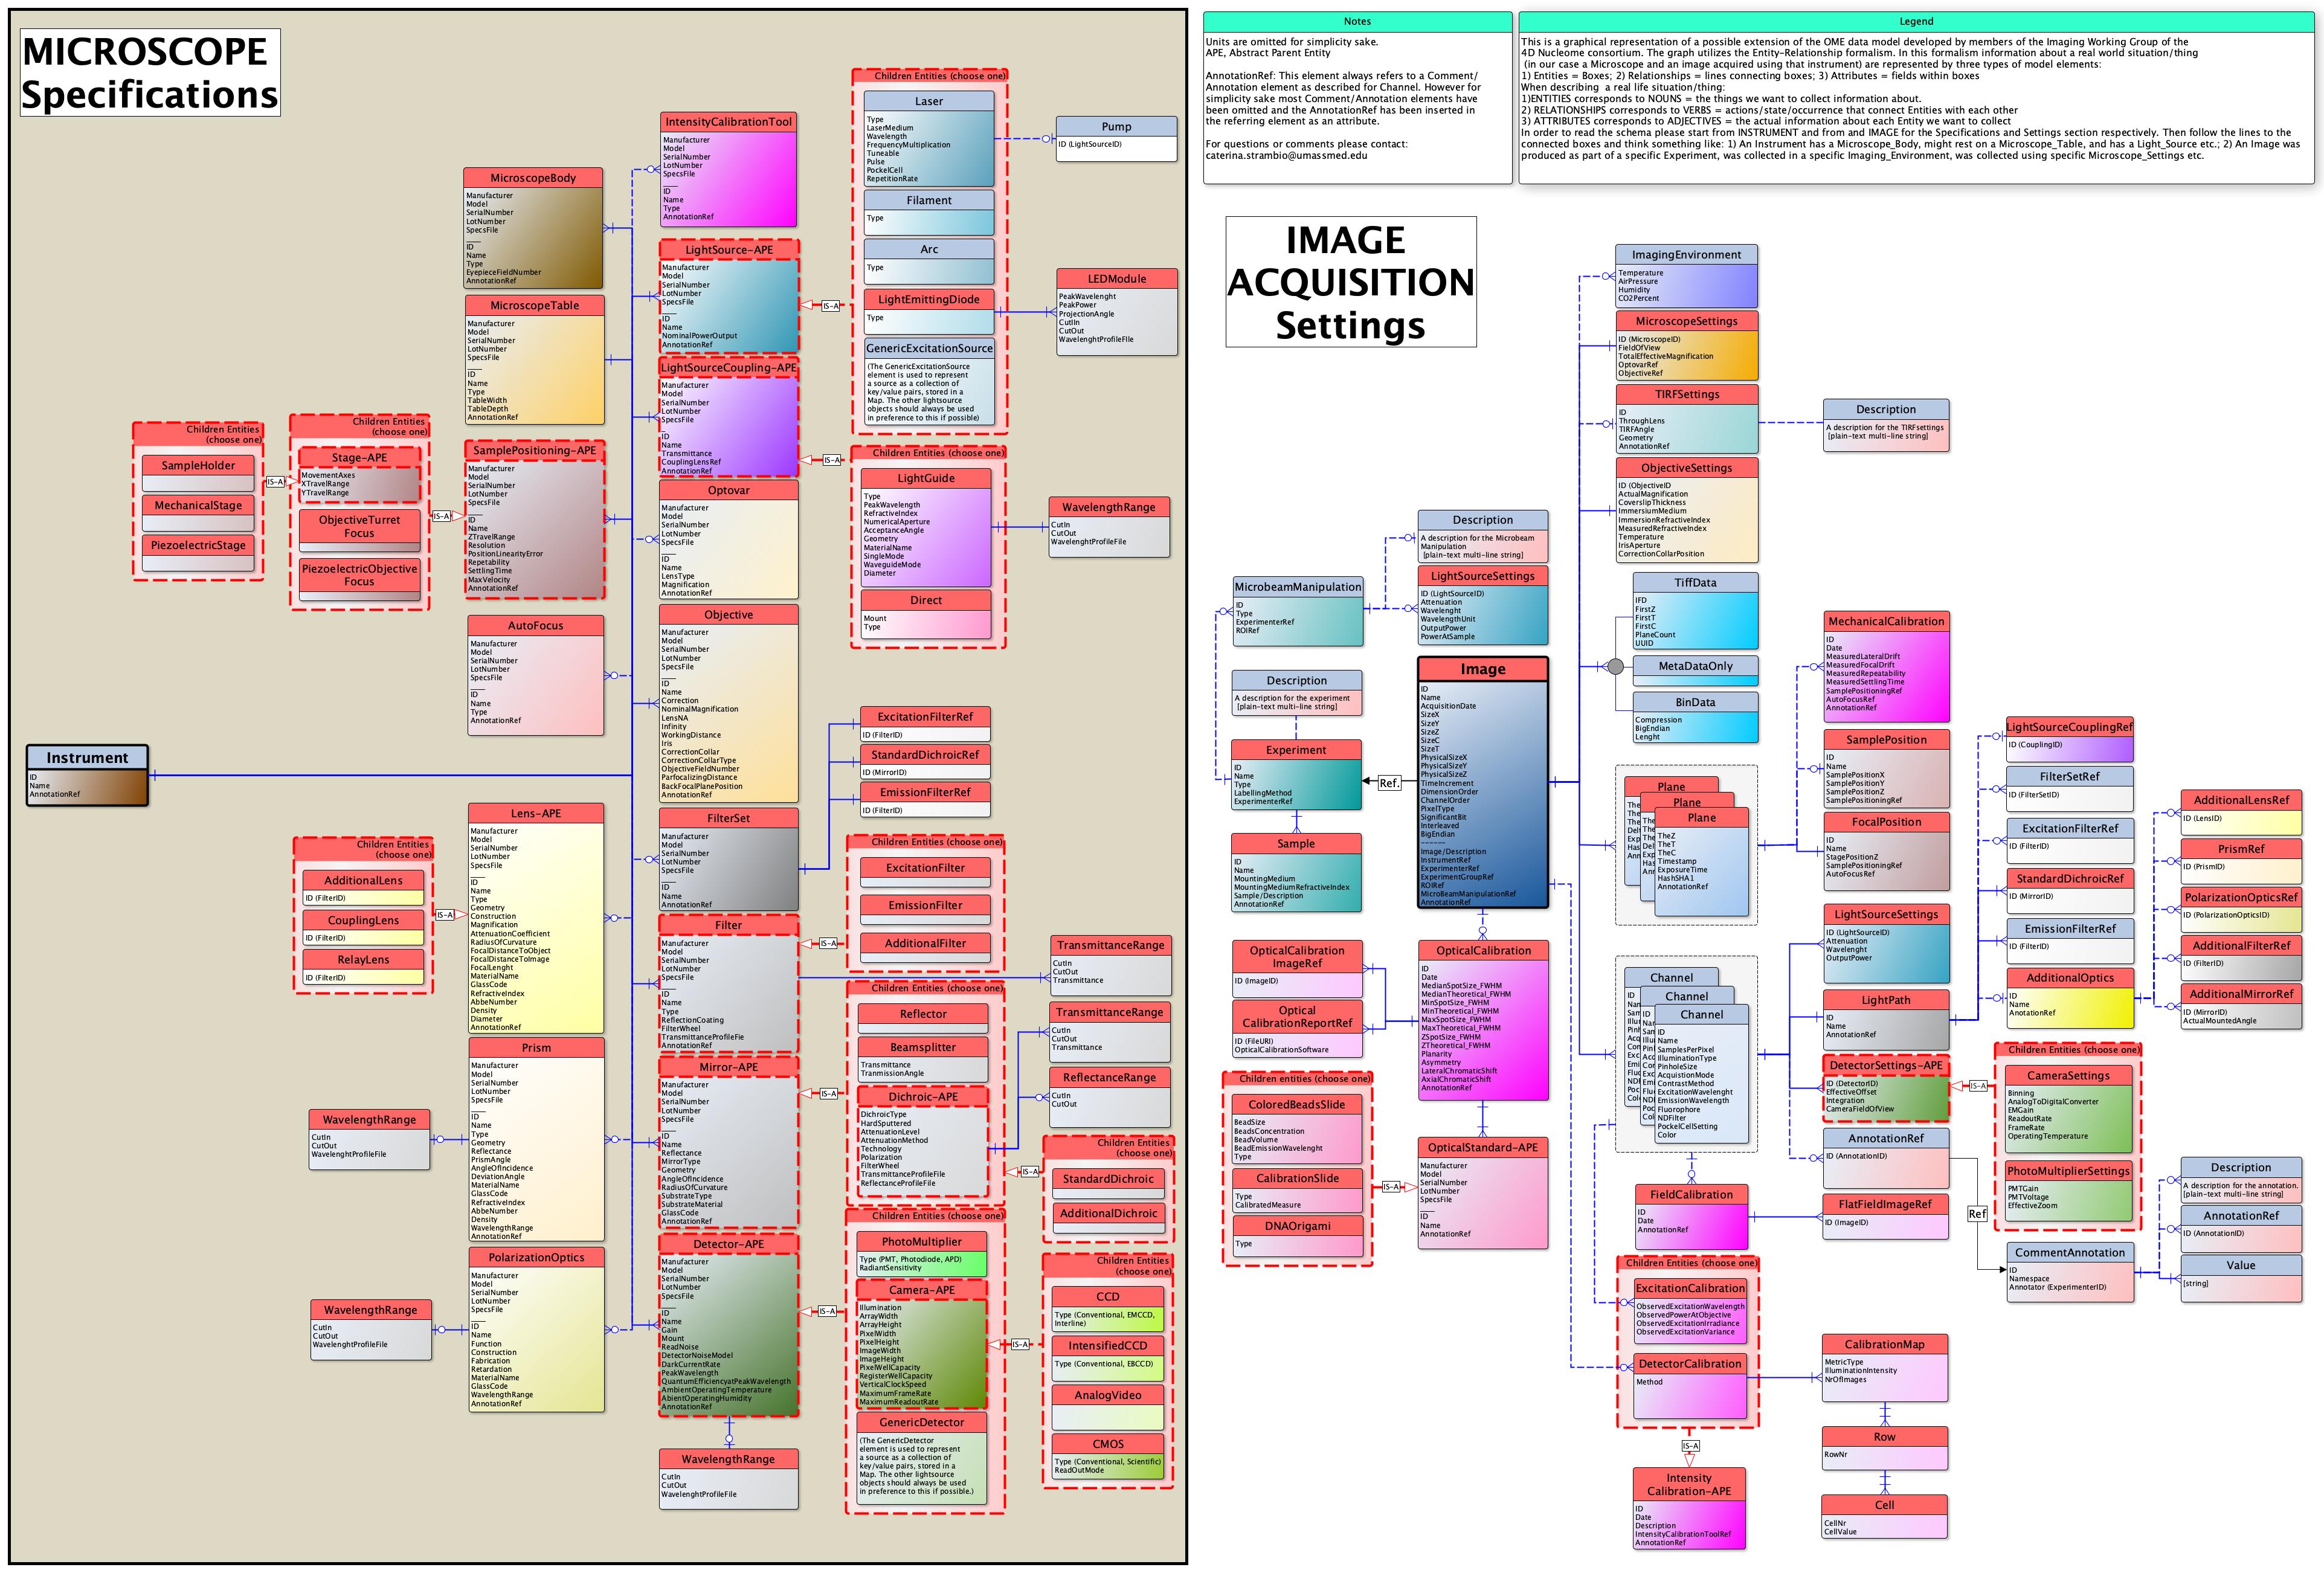 MICROSCOPE
Specifications
Instrument
ID
Name
AnnotationRef
Children Entities
(choose one)
SampleHolder
MechanicalStage
PiezoelectricStage
IS-A
Children Entities
(choose one)
Stage-APE
MovementAxes
XTravelRange
YTravelRange
ObjectiveTurret
Focus
PiezoelectricObjective
Focus
IS-A
Children Entities
(choose one)
AdditionalLens
ID (FilterID)
CouplingLens
ID (FilterID)
RelayLens
ID (FilterID)
IS-A
WavelengthRange
CutIn
CutOut
WavelenghtProfileFile
WavelengthRange
CutIn
CutOut
WavelenghtProfileFile
MicroscopeBody
Manufacturer
Model
SerialNumber
LotNumber
SpecsFile
___
ID
Name
Type
EyepieceFieldNumber
AnnotationRef
MicroscopeTable
Manufacturer
Model
SerialNumber
LotNumber
SpecsFile
___
ID
Name
Type
TableWidth
TableDepth
AnnotationRef
SamplePositioning-APE
Manufacturer
Model
SerialNumber
LotNumber
SpecsFile
___
ID
Name
ZTravelRange
Resolution
PositionLinearityError
Repetability
SettlingTime
MaxVelocity
AnnotationRef
AutoFocus
Manufacturer
Model
SerialNumber
LotNumber
SpecsFile
___
ID
Name
Type
AnnotationRef
Lens-APE
Manufacturer
Model
SerialNumber
LotNumber
SpecsFile
___
ID
Name
Type
Geometry
Construction
Magnification
AttenuationCoefficient
RadiusOfCurvature
FocalDistanceToObject
FocalDistanceToImage
FocalLenght
MaterialName
GlassCode
RefractiveIndex
AbbeNumber
Density
Diameter
AnnotationRef
Prism
Manufacturer
Model
SerialNumber
LotNumber
SpecsFile
___
ID
Name
Type
Geometry
Reflectance
PrismAngle
AngleOfIncidence
DeviationAngle
MaterialName
GlassCode
RefractiveIndex
AbbeNumber
Density
WavelengthRange
AnnotationRef
PolarizationOptics
Manufacturer
Model
SerialNumber
LotNumber
SpecsFile
___
ID
Name
Function
Construction
Fabrication
Retardation
MaterialName
GlassCode
WavelengthRange
AnnotationRef
IntensityCalibrationTool
Manufacturer
Model
SerialNumber
LotNumber
SpecsFile
___
ID
Name
Type
AnnotationRef
LightSource-APE
Manufacturer
Model
SerialNumber
LotNumber
SpecsFile
___
ID
Name
NominalPowerOutput
AnnotationRef
LightSourceCoupling-APE
Manufacturer
Model
SerialNumber
LotNumber
SpecsFile
_
ID
Name
Transmittance
CouplingLensRef
AnnotationRef
Optovar
Manufacturer
Model
SerialNumber
LotNumber
SpecsFile
___
ID
Name
LensType
Magnification
AnnotationRef
Objective
Manufacturer
Model
SerialNumber
LotNumber
SpecsFile
___
ID
Name
Correction
NominalMagnification
LensNA
Infinity
WorkingDistance
Iris
CorrectionCollar
CorrectionCollarType
ObjectiveFieldNumber
ParfocalizingDistance
BackFocalPlanePosition
AnnotationRef
FilterSet
Manufacturer
Model
SerialNumber
LotNumber
SpecsFile
___
ID
Name
AnnotationRef
Filter
Manufacturer
Model
SerialNumber
LotNumber
SpecsFile
___
ID
Name
Type
ReflectionCoating
FilterWheel
TransmittanceProfileFie
AnnotationRef
Mirror-APE
Manufacturer
Model
SerialNumber
LotNumber
SpecsFile
___
ID
Name
Reflectance
MirrorType
Geometry
AngleOfIncidence
RadiusOfCurvature
SubstrateType
SubstrateMaterial
GlassCode
AnnotationRef
Detector-APE
Manufacturer
Model
SerialNumber
LotNumber
SpecsFile
___
ID
Name
Gain
Mount
ReadNoise
DetectorNoiseModel
DarkCurrentRate
PeakWavelength
QuantumEfficiencyatPeakWavelength
AmbientOperatingTemperature
AbientOperatingHumidity
AnnotationRef
WavelengthRange
CutIn
CutOut
WavelenghtProfileFile
Children Entities (choose one)
Laser
Type
LaserMedium
Wavelength
FrequencyMultiplication
Tuneable
Pulse
PockelCell
RepetitionRate
Filament
Type
Arc
Type
LightEmittingDiode
Type
GenericExcitationSource
(The GenericExcitationSource
element is used to represent
a source as a collection of
key/value pairs, stored in a
Map. The other lightsource
objects should always be used
in preference to this if possible)
IS-A
Pump
ID (LightSourceID)
LEDModule
PeakWavelenght
PeakPower
ProjectionAngle
CutIIn
CutOut
WavelenghtProfileFIle
Children Entities (choose one)
LightGuide
Type
PeakWavelength
RefractiveIndex
NumericalAperture
AcceptanceAngle
Geometry
MaterialName
SingleMode
WaveguideMode
Diameter
Direct
Mount
Type
IS-A
WavelengthRange
CutIn
CutOut
WavelenghtProfileFile
ExcitationFilterRef
ID (FilterID)
StandardDichroicRef
ID (MirrorID)
EmissionFilterRef
ID (FilterID)
Children Entities (choose one)
ExcitationFilter
EmissionFilter
AdditionalFilter
IS-A
TransmittanceRange
CutIn
CutOut
Transmittance
Children Entities (choose one)
Reflector
Beamsplitter
Transmittance
TranmissionAngle
Dichroic-APE
DichroicType
HardSputtered
AttenuationLevel
AttenuationMethod
Technology
Polarization
FilterWheel
TransmittanceProfileFile
ReflectanceProfileFile
IS-A
TransmittanceRange
CutIn
CutOut
Transmittance
ReflectanceRange
CutIn
CutOut
Children Entities
(choose one)
StandardDichroic
AdditionalDichroic
IS-A
Children Entities (choose one)
PhotoMultiplier
Type (PMT, Photodiode, APD)
RadiantSensitivity
Camera-APE
Illumination
ArrayWidth
ArrayHeight
PixelWidth
PixelHeight
ImageWidth
ImageHeight
PixelWellCapacity
RegisterWellCapacity
VerticalClockSpeed
MaximumFrameRate
MaximumReadoutRate
GenericDetector
(The GenericDetector
element is used to represent
a source as a collection of
key/value pairs, stored in a
Map. The other lightsource
objects should always be used
in preference to this if possible.)
IS-A
Children Entities
(choose one)
CCD
Type (Conventional, EMCCD,
Interline)
IntensifiedCCD
Type (Conventional, EBCCD)
AnalogVideo
CMOS
Type (Conventional, Scientific)
ReadOutMode
IS-A
Notes
Units are omitted for simplicity sake.
APE, Abstract Parent Entity
AnnotationRef: This element always refers to a Comment/
Annotation element as described for Channel. However for
simplicity sake most Comment/Annotation elements have
been omitted and the AnnotationRef has been inserted in
the referring element as an attribute.
For questions or comments please contact:
caterina.strambio@umassmed.edu
Legend
This is a graphical representation of a possible extension of the OME data model developed by members of the Imaging Working Group of the
4D Nucleome consortium. The graph utilizes the Entity-Relationship formalism. In this formalism information about a real world situation/thing
(in our case a Microscope and an image acquired using that instrument) are represented by three types of model elements:
1) Entities = Boxes; 2) Relationships = lines connecting boxes; 3) Attributes = fields within boxes
When describing a real life situation/thing:
1)ENTITIES corresponds to NOUNS = the things we want to collect information about.
2) RELATIONSHIPS corresponds to VERBS = actions/state/occurrence that connect Entities with each other
3) ATTRIBUTES corresponds to ADJECTIVES = the actual information about each Entity we want to collect
In order to read the schema please start from INSTRUMENT and from and IMAGE for the Specifications and Settings section respectively. Then follow the lines to the
connected boxes and think something like: 1) An Instrument has a Microscope_Body, might rest on a Microscope_Table, and has a Light_Source etc.; 2) An Image was
produced as part of a specific Experiment, was collected in a specific Imaging_Environment, was collected using specific Microscope_Settings etc.
IMAGE
ACQUISITION
Settings
MicrobeamManipulation
ID
Type
ExperimenterRef
ROIRef
Description
A description for the Microbeam
Manipulation
[plain-text multi-line string]
LightSourceSettings
ID (LightSourceID)
Attenuation
Wavelenght
WavelengthUnit
OutputPower
PowerAtSample
Description
A description for the experiment
[plain-text multi-line string]
Experiment
ID
Name
Type
LabellingMethod
ExperimenterRef
Ref.
Sample
ID
Name
MountingMedium
MountingMediumRefractiveIndex
Sample/Description
AnnotationRef
Image
ID
Name
AcquisitionDate
SizeX
SizeY
SizeZ
SizeC
SizeT
PhysicalSizeX
PhysicalSizeY
PhysicalSizeZ
TimeIncrement
DimensionOrder
ChannelOrder
PixelType
SignificantBit
Interleaved
BigEndian
------
Image/Description
InstrumentRef
ExperimenterRef
ExperimentGroupRef
ROIRef
MicroBeamManipulationRef
AnnotationRef
OpticalCalibration
ImageRef
ID (ImageID)
Optical
CalibrationReportRef
ID (FileURI)
OpticalCalibrationSoftware
OpticalCalibration
ID
Date
MedianSpotSize_FWHM
MedianTheoretical_FWHM
MinSpotSize_FWHM
MinTheoretical_FWHM
MaxSpotSize_FWHM
MaxTheoretical_FWHM
ZSpotSize_FWHM
ZTheoretical_FWHM
Planarity
Asymmetry
LateralChromaticShift
AxialChromaticShift
AnnotationRef
Children entities (choose one)
ColoredBeadsSlide
BeadSize
BeadsConcentration
BeadVolume
BeadEmissionWavelenght
Type
CalibrationSlide
Type
CalibratedMeasure
DNAOrigami
Type
IS-A
OpticalStandard-APE
Manufacturer
Model
SerialNumber
LotNumber
SpecsFile
___
ID
Name
AnnotationRef
ImagingEnvironment
Temperature
AirPressure
Humidity
CO2Percent
MicroscopeSettings
ID (MicroscopeID)
FieldOfView
TotalEffectiveMagnification
OptovarRef
ObjectiveRef
TIRFSettings
ID
ThroughLens
TIRFAngle
Geometry
AnnotationRef
Description
A description for the TIRFsettings
[plain-text multi-line string]
ObjectiveSettings
ID (ObjectiveID
ActualMagnification
CoverslipThickness
ImmersiumMedium
ImmersionRefractiveIndex
MeasuredRefractiveIndex
Temperature
IrisAperture
CorrectionCollarPosition
TiffData
IFD
FirstZ
FirstT
FirstC
PlaneCount
UUID
MetaDataOnly
BinData
Compression
BigEndian
Lenght
Plane
Plane
Plane
TheZ
TheT
TheC
Timestamp
ExposureTime
HashSHA1
AnnotationRef
MechanicalCalibration
ID
Date
MeasuredLateralDrift
MeasuredFocalDrift
MeasuredRepeatability
MeasuredSettlingTime
SamplePositioningRef
AutoFocusRef
AnnotationRef
SamplePosition
ID
Name
SamplePositionX
SamplePositionY
SamplePositionZ
SamplePositioningRef
FocalPosition
ID
Name
StagePositionZ
SamplePositioningRef
AutoFocusRef
Channel
Channel
Channel
ID
Name
SamplesPerPixel
IlluminationType
PinholeSize
AcquisitionMode
ContrastMethod
ExcitationWavelenght
EmissionWavelength
Fluorophore
NDFilter
PockelCellSetting
Color
LightSourceSettings
ID (LightSourceID)
Attenuation
Wavelenght
OutputPower
LightPath
ID
Name
AnnotationRef
DetectorSettings-APE
ID (DetectorID)
EffectiveOffset
Integration
CameraFieldOfView
AnnotationRef
ID (AnnotationID)
FlatFieldImageRef
ID (ImageID)
FieldCalibration
ID
Date
AnnotationRef
Children Entities (choose one)
ExcitationCalibration
ObservedExcitationWavelength
ObservedPowerAtObjective
ObservedExcitationIrradiance
ObservedExcitationVariance
DetectorCalibration
Method
IS-A
Intensity
Calibration-APE
ID
Date
Description
IntensityCalibrationToolRef
AnnotationRef
CalibrationMap
MetricType
IlluminationIntensity
NrOfImages
Row
RowNr
Cell
CellNr
CellValue
LightSourceCouplingRef
ID (CouplingID)
FilterSetRef
ID (FilterSetID)
ExcitationFilterRef
ID (FilterID)
StandardDichroicRef
ID (MirrorID)
EmissionFilterRef
ID (FilterID)
AdditionalOptics
ID
Name
AnotationRef
AdditionalLensRef
ID (LensID)
PrismRef
ID (PrismID)
PolarizationOpticsRef
ID (PolarizationOpticsID)
AdditionalFilterRef
ID (FilterID)
AdditionalMirrorRef
ID (MirrorID)
ActualMountedAngle
Children Entities (choose one)
CameraSettings
Binning
AnalogToDigitalConverter
EMGain
ReadoutRate
FrameRate
OperatingTemperature
PhotoMultiplierSettings
PMTGain
PMTVoltage
EffectiveZoom
IS-A
Ref
CommentAnnotation
ID
Namespace
Annotator (ExperimenterID)
Description
A description for the annotation.
[plain-text multi-line string]
AnnotationRef
ID (AnnotationID)
Value
[string]